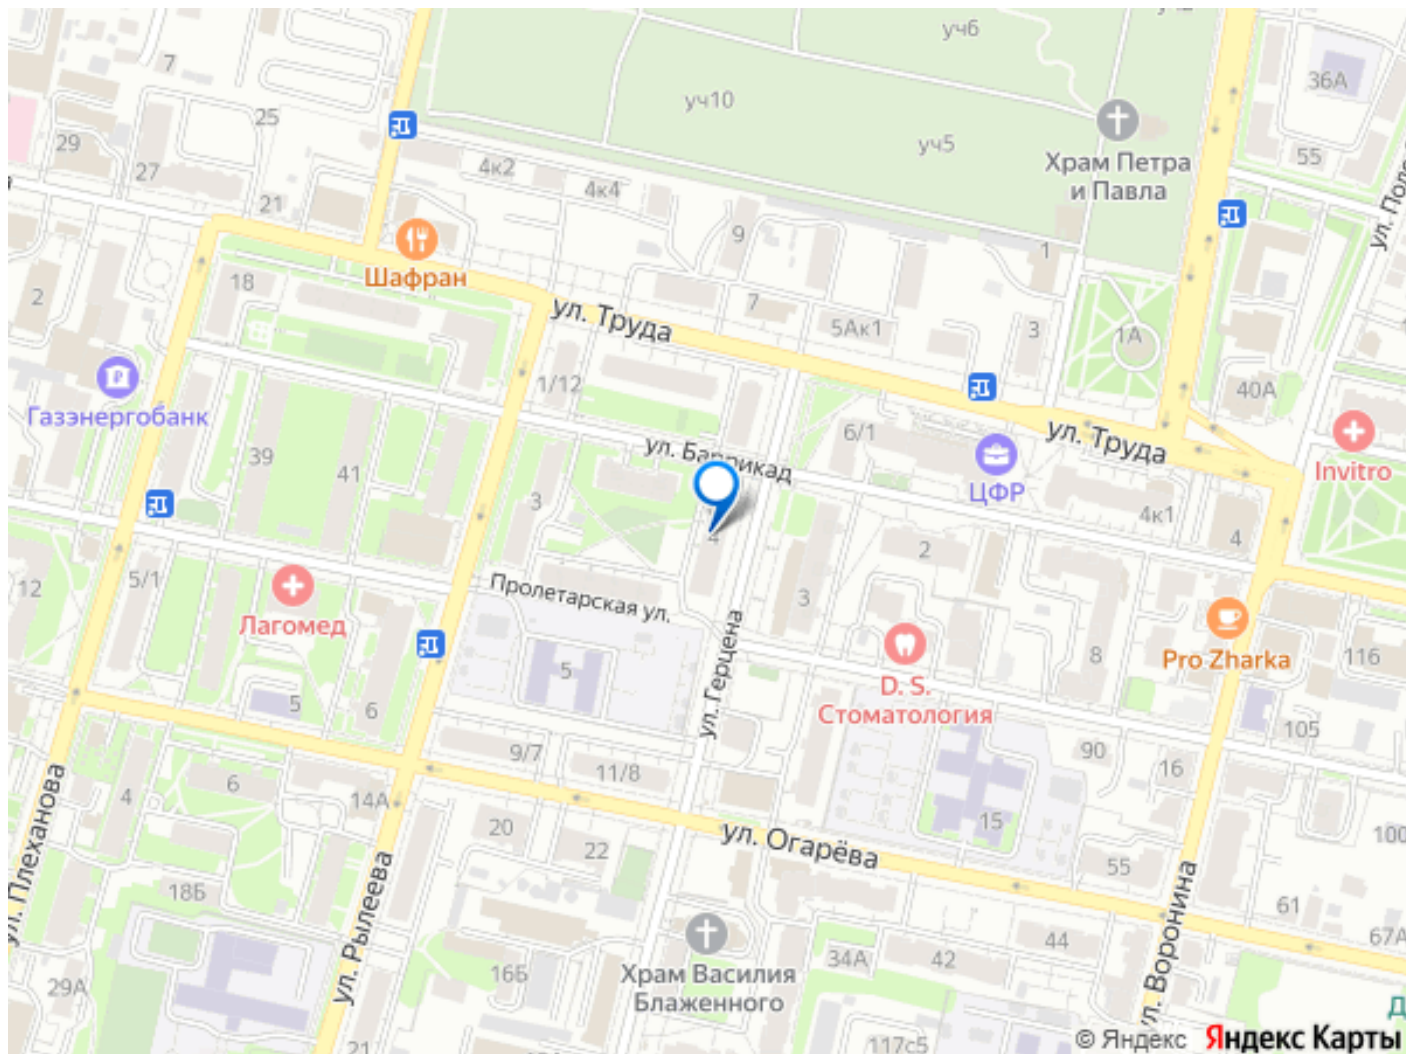 уч6
7
36А
уч10
25
уч5
29
55
4к2
Храм Петра
и Павла
27
4к4
21
9
1
Шафран
18
2
7
ул. Труда
5Ак1
3
1А
1/12
40А
Газэнергобанк
6/1
ул. Труда
ул. Баррикад
39
41
Invitro
ЦФР
3
4к1
4
4
2
Пролетарская ул.
12
5/1
3
Лагомед
ул. Герцена
8
Pro Zharka
116
5
D. S.
Стоматология
5
6
105
9/7
90
16
11/8
6
4
14А
ул. Плеханова
20
ул. Огарёва
15
100
22
55
18Б
ул. Рылеева
61
ул. Воронина
67А
44
34А
42
Храм Василия
Блаженного
16Б
29А
Д
21
117с5
© Яндекс Яндекс Карты